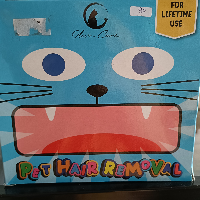 FOR
LIFETIME
USE
PET HAIR REMOVAL